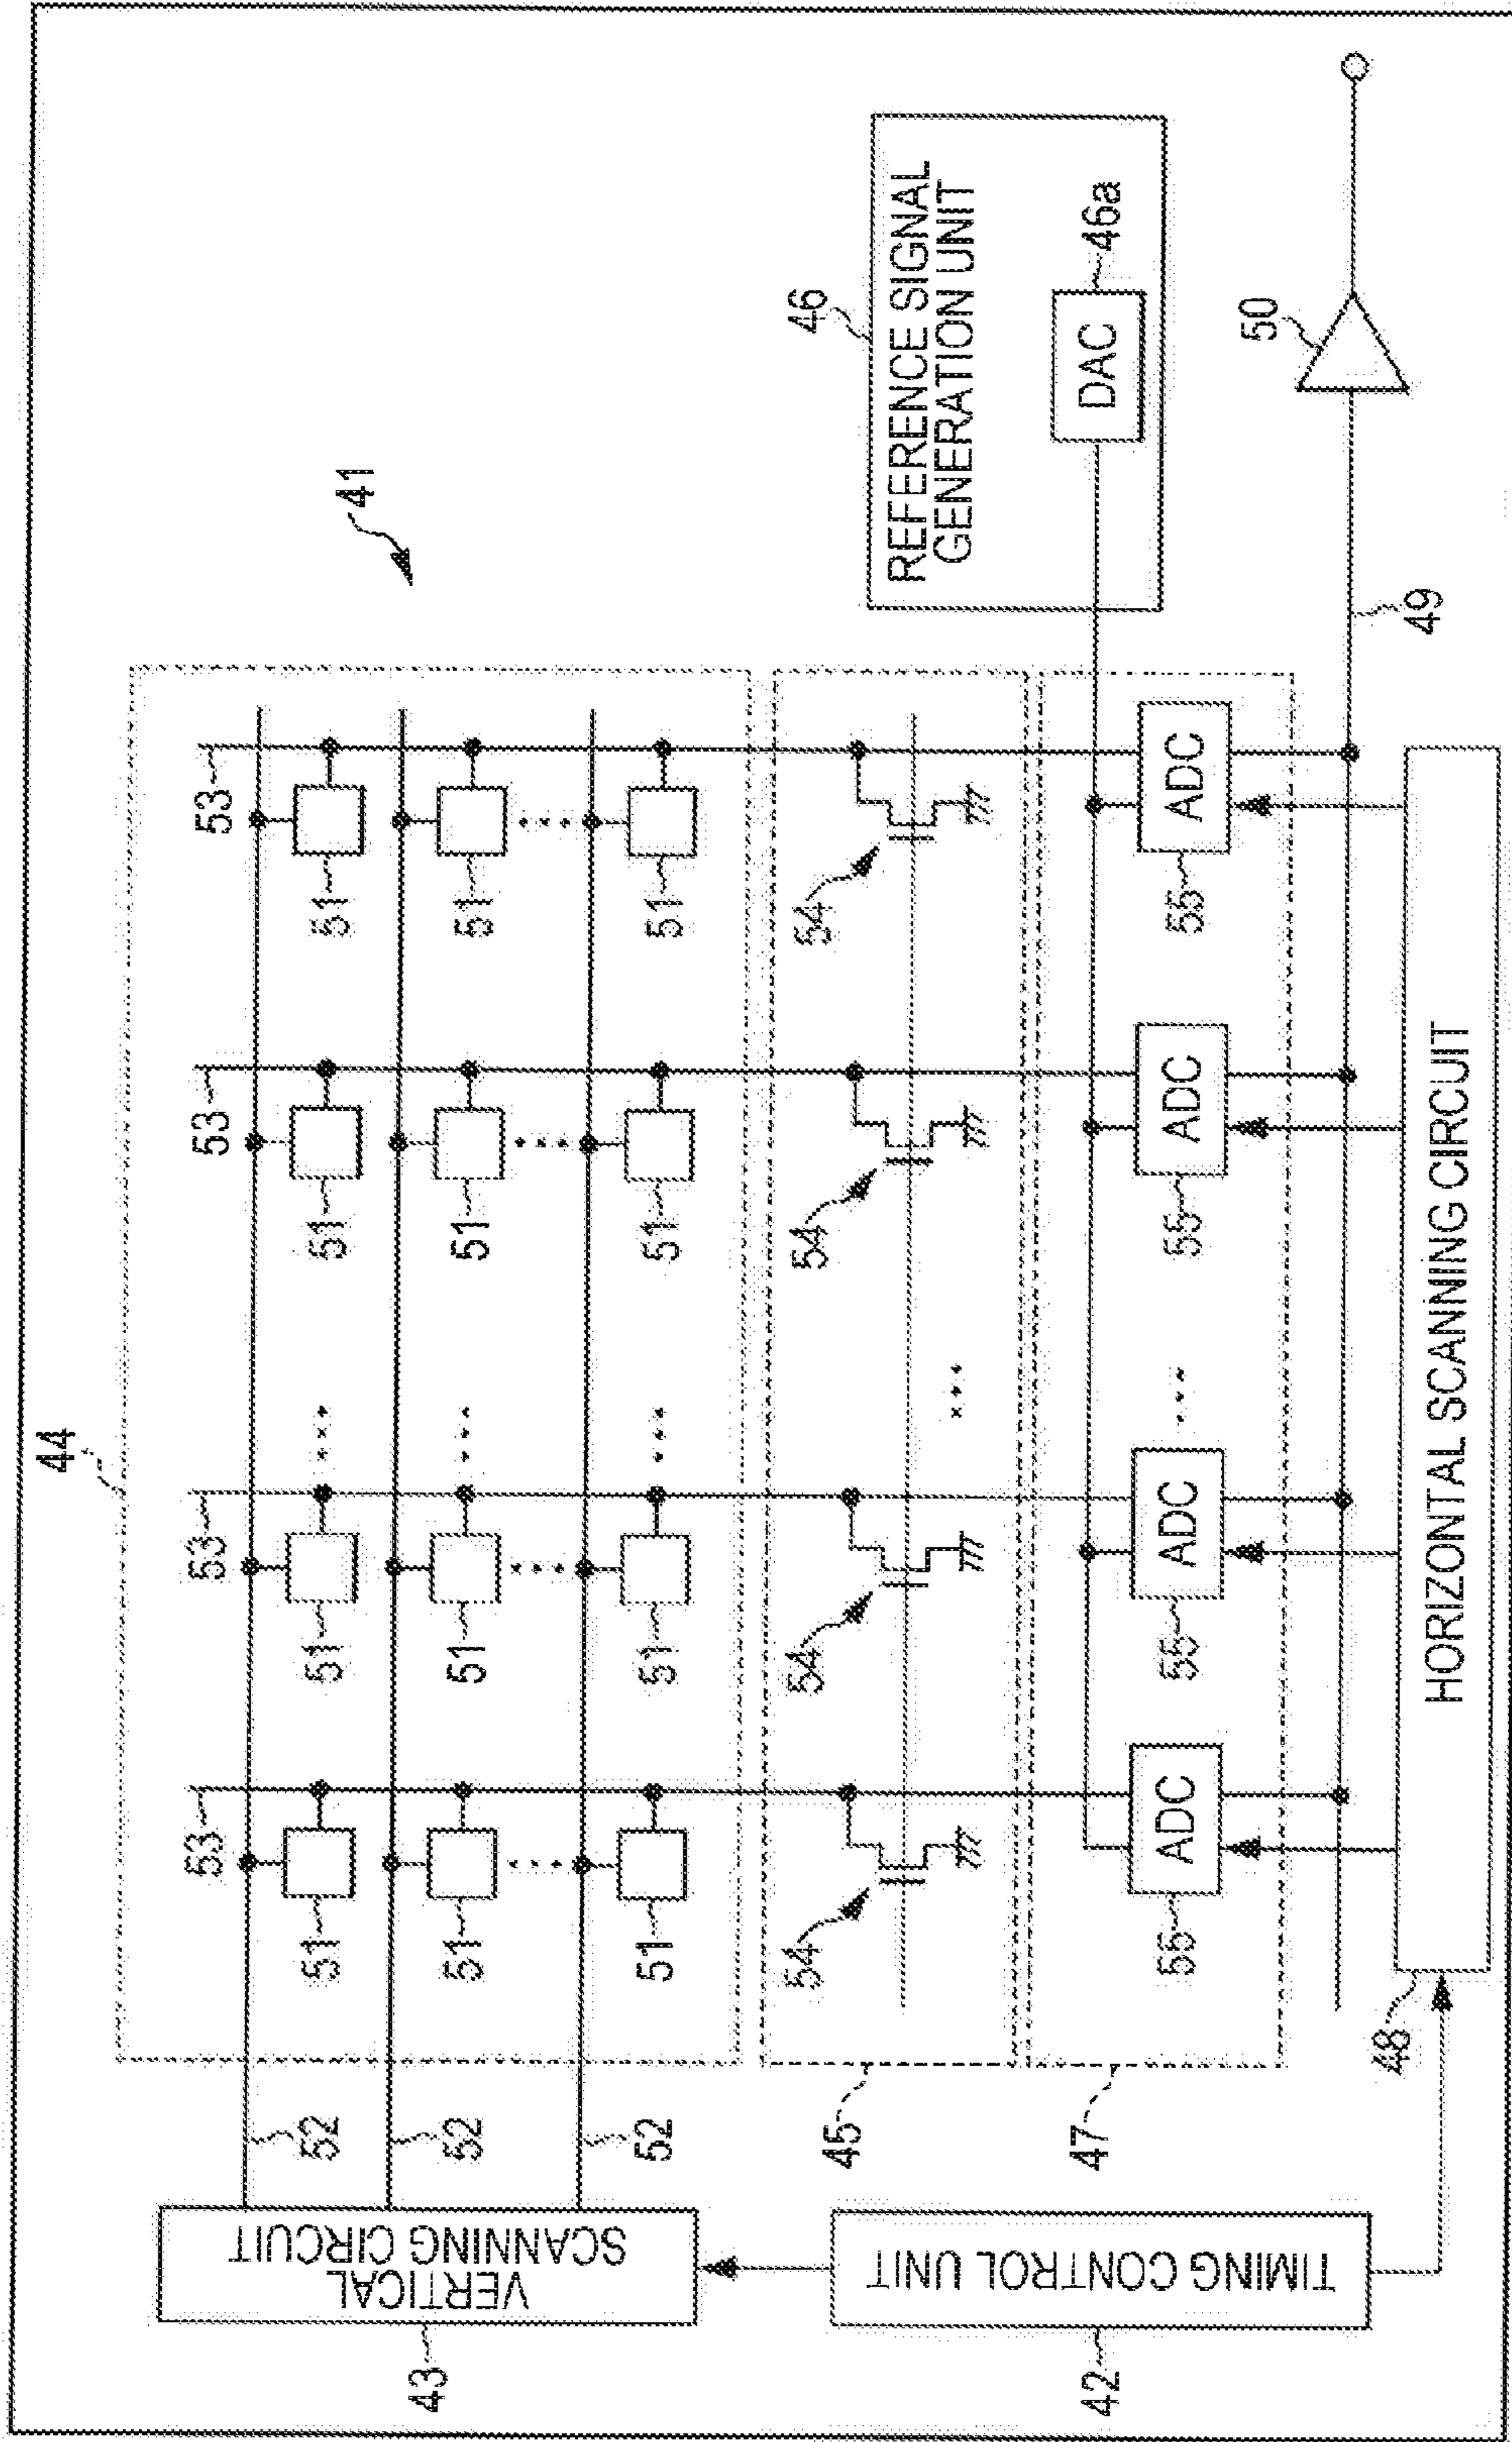 44
41
53 53 53 53
51 51 51 51
51 51 51 51
51 51 51 51
52
52
52
VERTICAL
SCANNING CIRCUIT
43
54 54 54 54
45
46
REFERENCE SIGNAL
GENERATION UNIT
DAC
46a
TIMING CONTROL UNIT
42
47
ADC ADC ADC ADC
55 55 55 55
50
49
48
HORIZONTAL SCANNING CIRCUIT